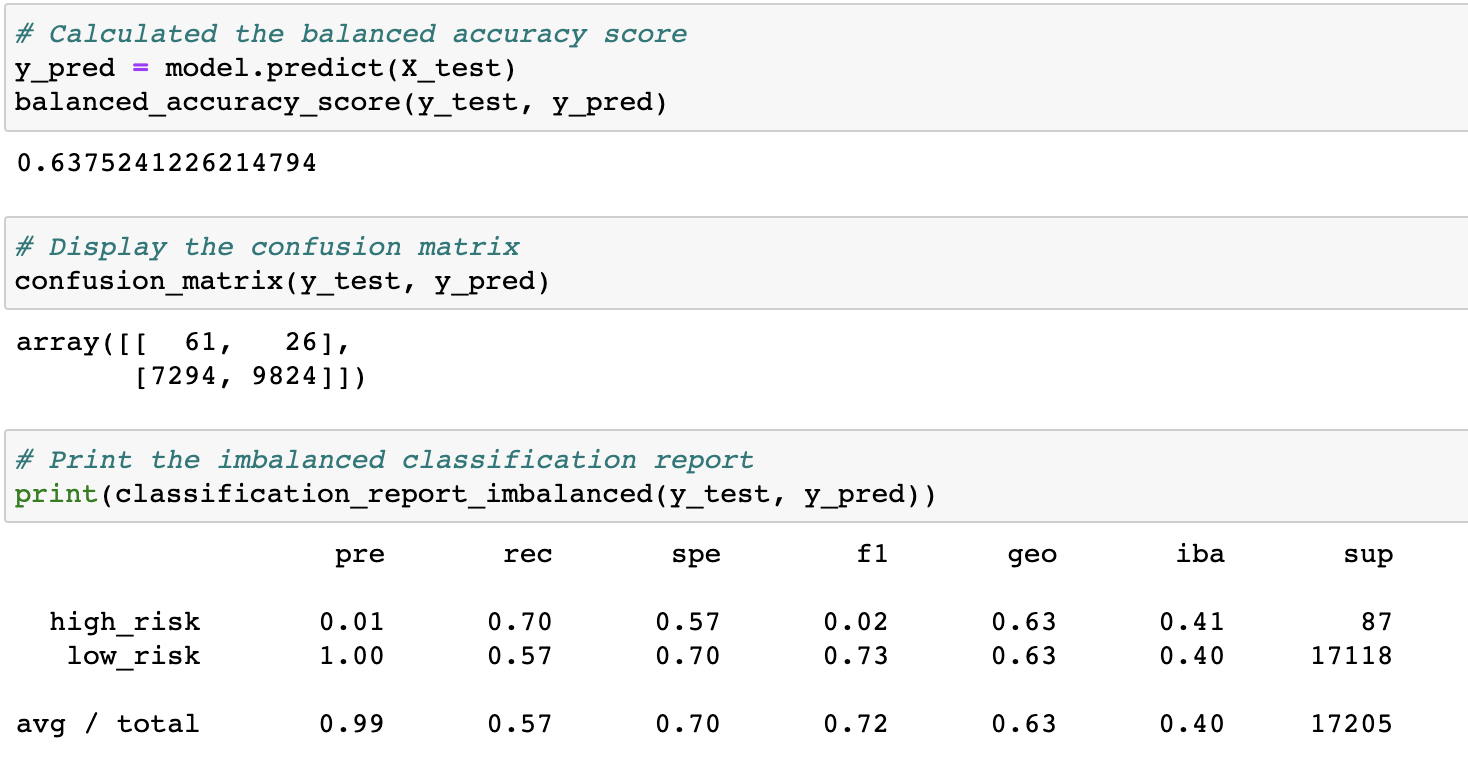 # Calculated the balanced accuracy score
y_pred = model.predict(X_test)
balanced_accuracy_score(y_test, y_pred)
0.6375241226214794
# Display the confusion matrix
confusion_matrix(y_test, y_pred)
array([[  61,   26],
       [7294, 9824]])
# Print the imbalanced classification report
print(classification_report_imbalanced(y_test, y_pred))
                   pre       rec       spe        f1       geo       iba       sup
  high_risk       0.01      0.70      0.57      0.02      0.63      0.41        87
   low_risk       1.00      0.57      0.70      0.73      0.63      0.40     17118
avg / total       0.99      0.57      0.70      0.72      0.63      0.40     17205